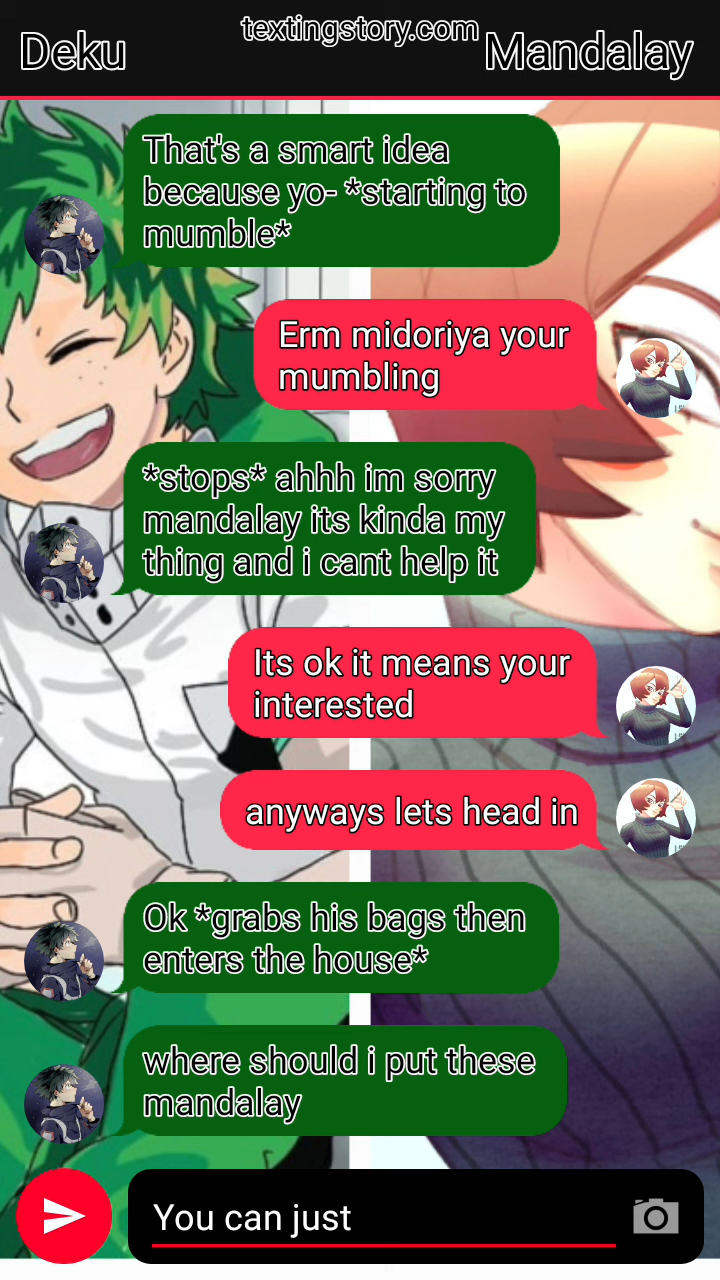 textingstory.com
Deku
Mandalay
That's a smart idea
because yo- *starting to
mumble*
Erm midoriya your
mumbling
*stops* ahhh im sorry
mandalay its kinda my
thing and i cant help it
Its ok it means your
interested
anyways lets head in
Ok *grabs his bags then
enters the house*
where should i put these
mandalay
You can just